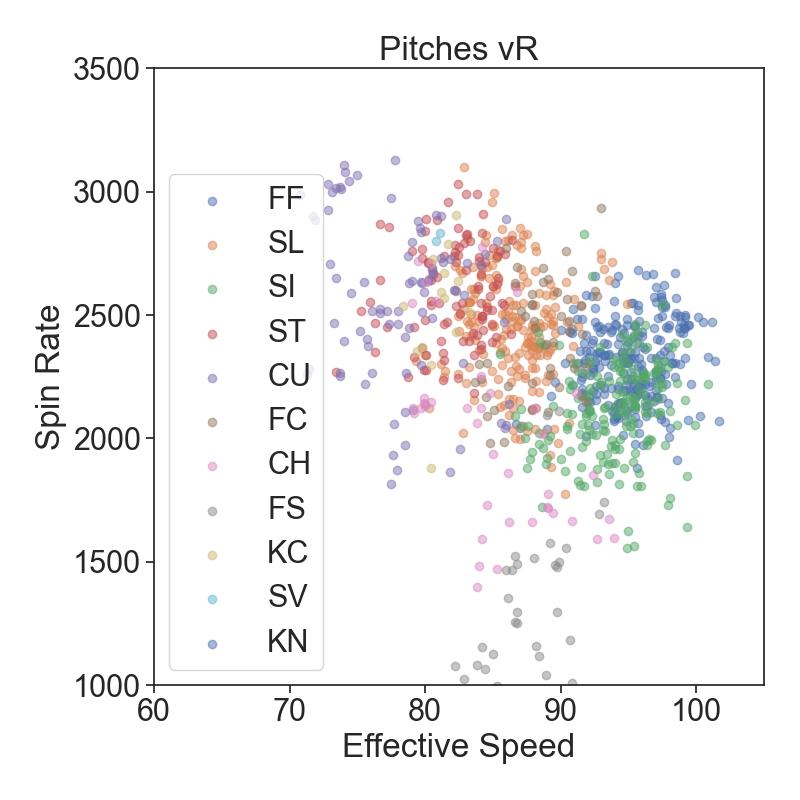 Pitches vR
Spin Rate
3500
3000
2500
2000
1500
1000
FF
SL
SI
ST
CU
FC
CH
FS
KC
SV
KN
60 70 80 90 100
Effective Speed